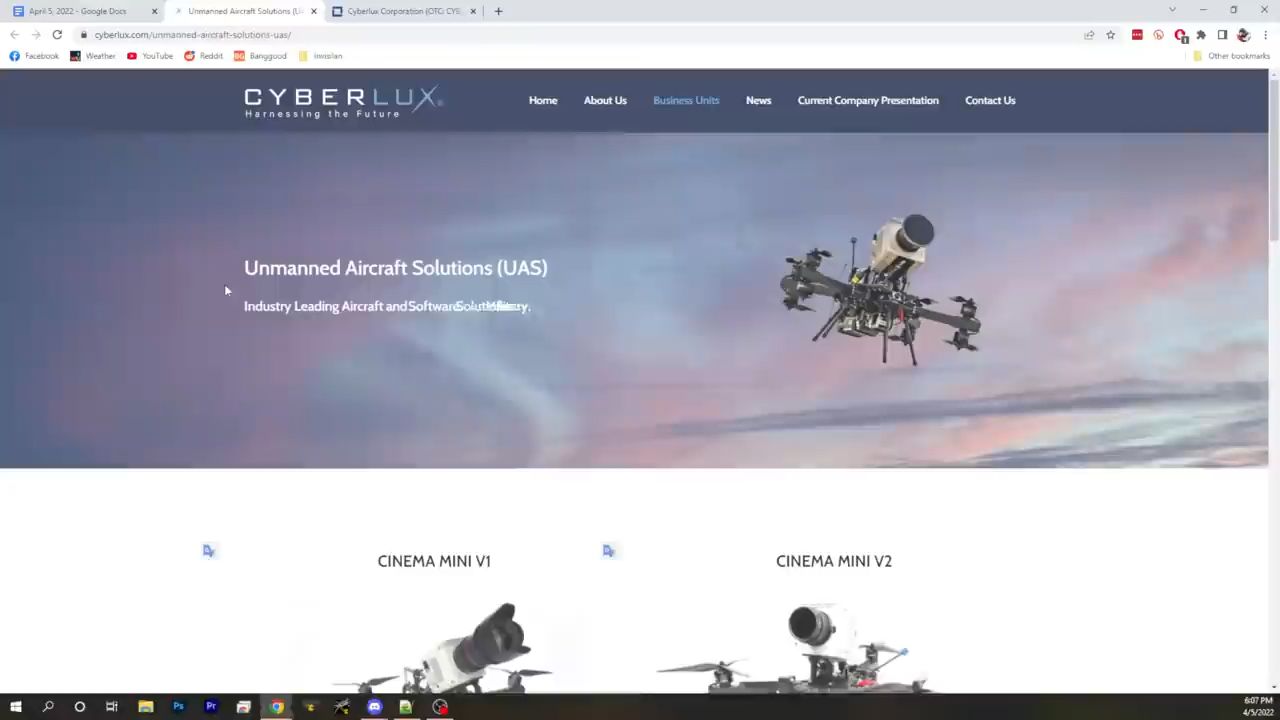 April 5, 2022 - Google Docs
Unmanned Aircraft Solutions (U
Cyberlux Corporation (OTC: CYB
cyberlux.com/unmanned-aircraft-solutions-uas/
Facebook Weather YouTube Reddit Banggood Invisilan Other bookmarks
CYBERLUX
Harnessing the Future
Home About Us Business Units News Current Company Presentation Contact Us
Unmanned Aircraft Solutions (UAS)
Industry Leading Aircraft and Software
CINEMA MINI V1
CINEMA MINI V2
6:07 PM
4/5/2022